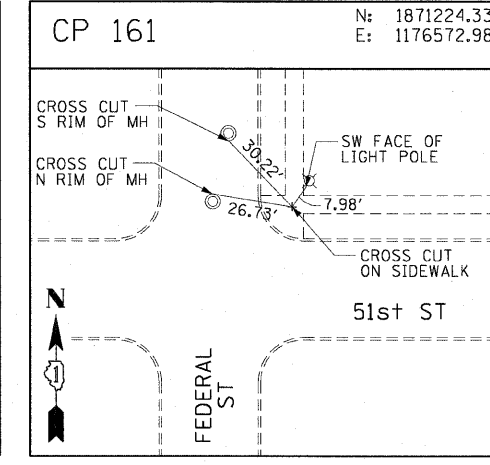 CP 161
N: 1871224.33
E: 1176572.98
CROSS CUT
S RIM OF MH
CROSS CUT
N RIM OF MH
30.22'
26.73'
SW FACE OF
LIGHT POLE
7.98'
CROSS CUT
ON SIDEWALK
N
1
51st ST
FEDERAL
ST